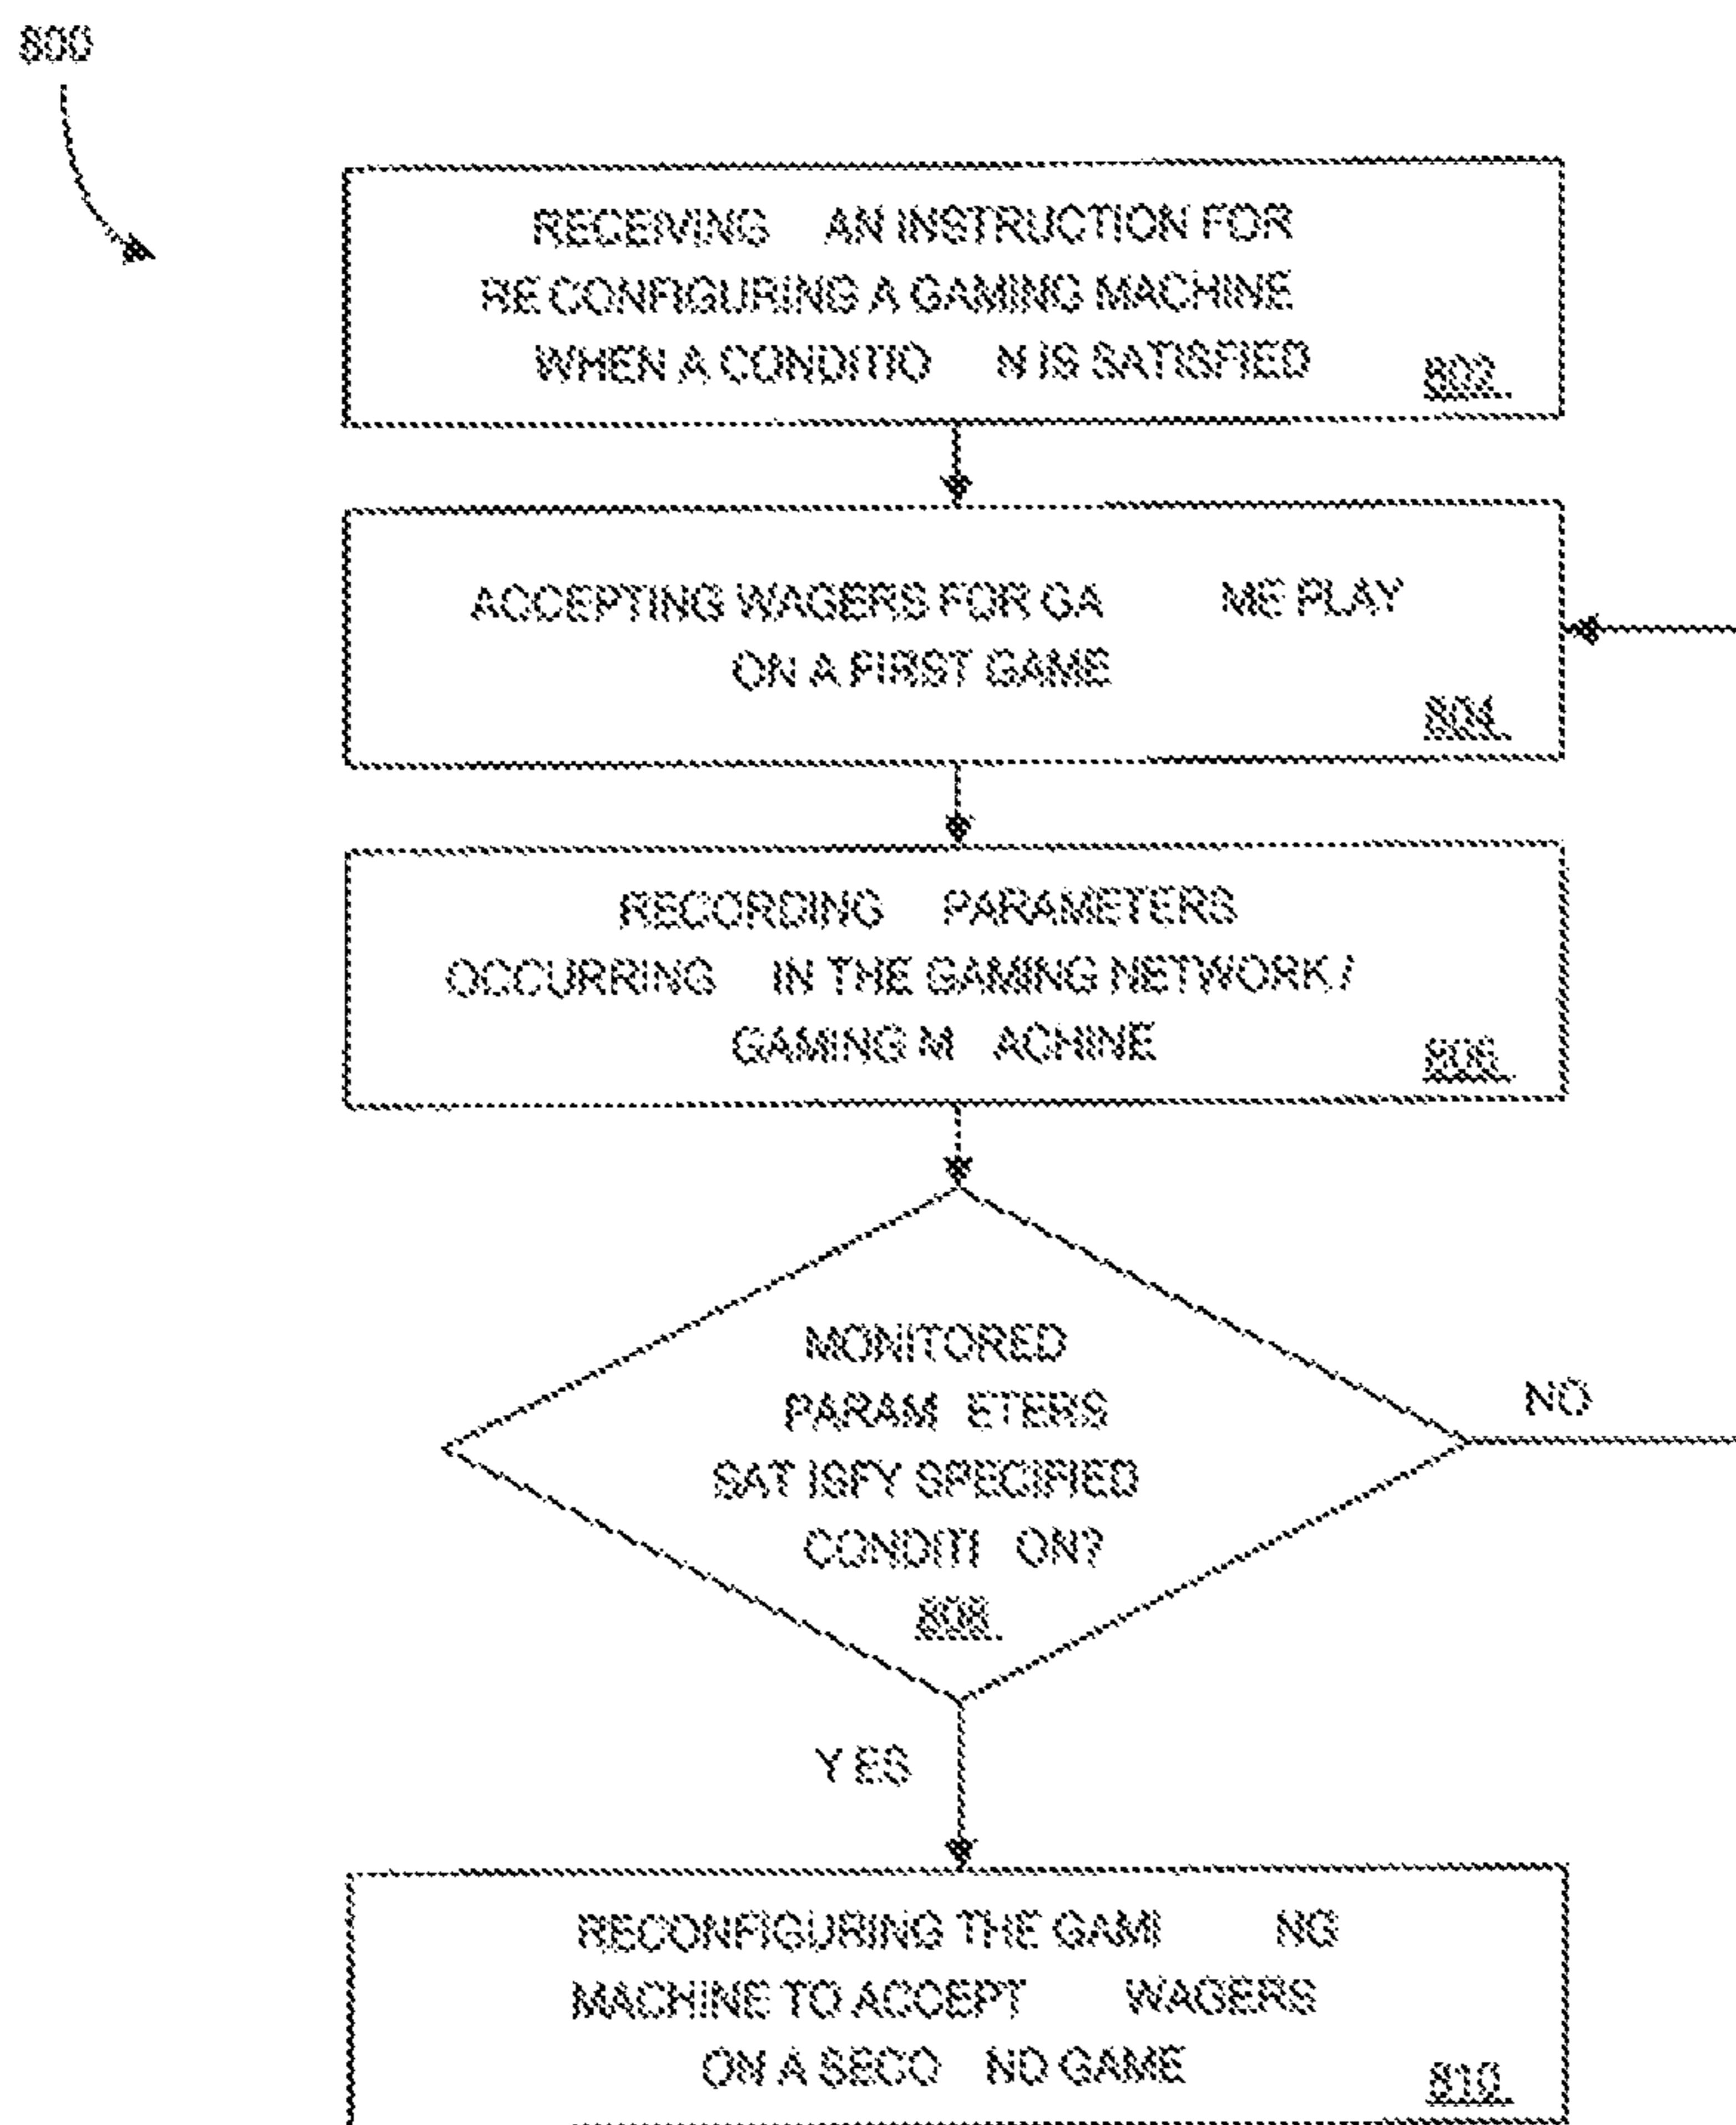 800
RECEIVING AN INSTRUCTION FOR
RE CONFIGURING A GAMING MACHINE
WHEN A CONDITIO N IS SATISFIED
802
ACCEPTING WAGERS FOR GA ME PLAY
ON A FIRST GAME
804
RECORDING PARAMETERS
OCCURRING IN THE GAMING NETWORK /
GAMING M ACHINE
806
MONITORED
PARAM ETERS
SAT ISFY SPECIFIED
CONDITI ON?
808
NO
Y ES
RECONFIGURING THE GAMI NG
MACHINE TO ACCEPT WAGERS
ON A SECO ND GAME
810